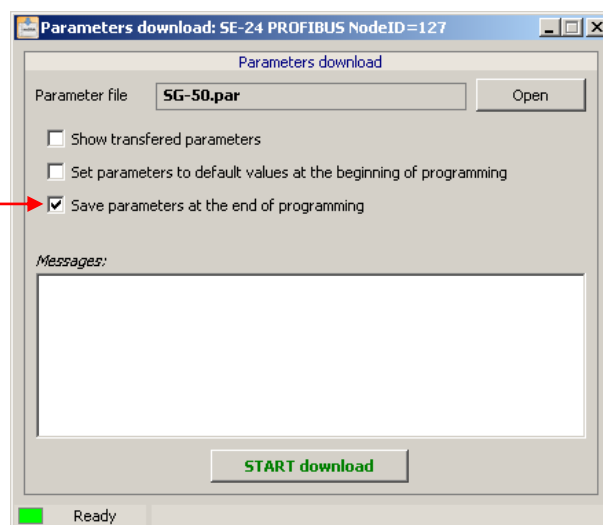 Parameters download: SE-24 PROFIBUS NodeID=127
Parameters download
Parameter file SG-50.par Open
Show transfered parameters
Set parameters to default values at the beginning of programming
Save parameters at the end of programming
Messages:
START download
Ready